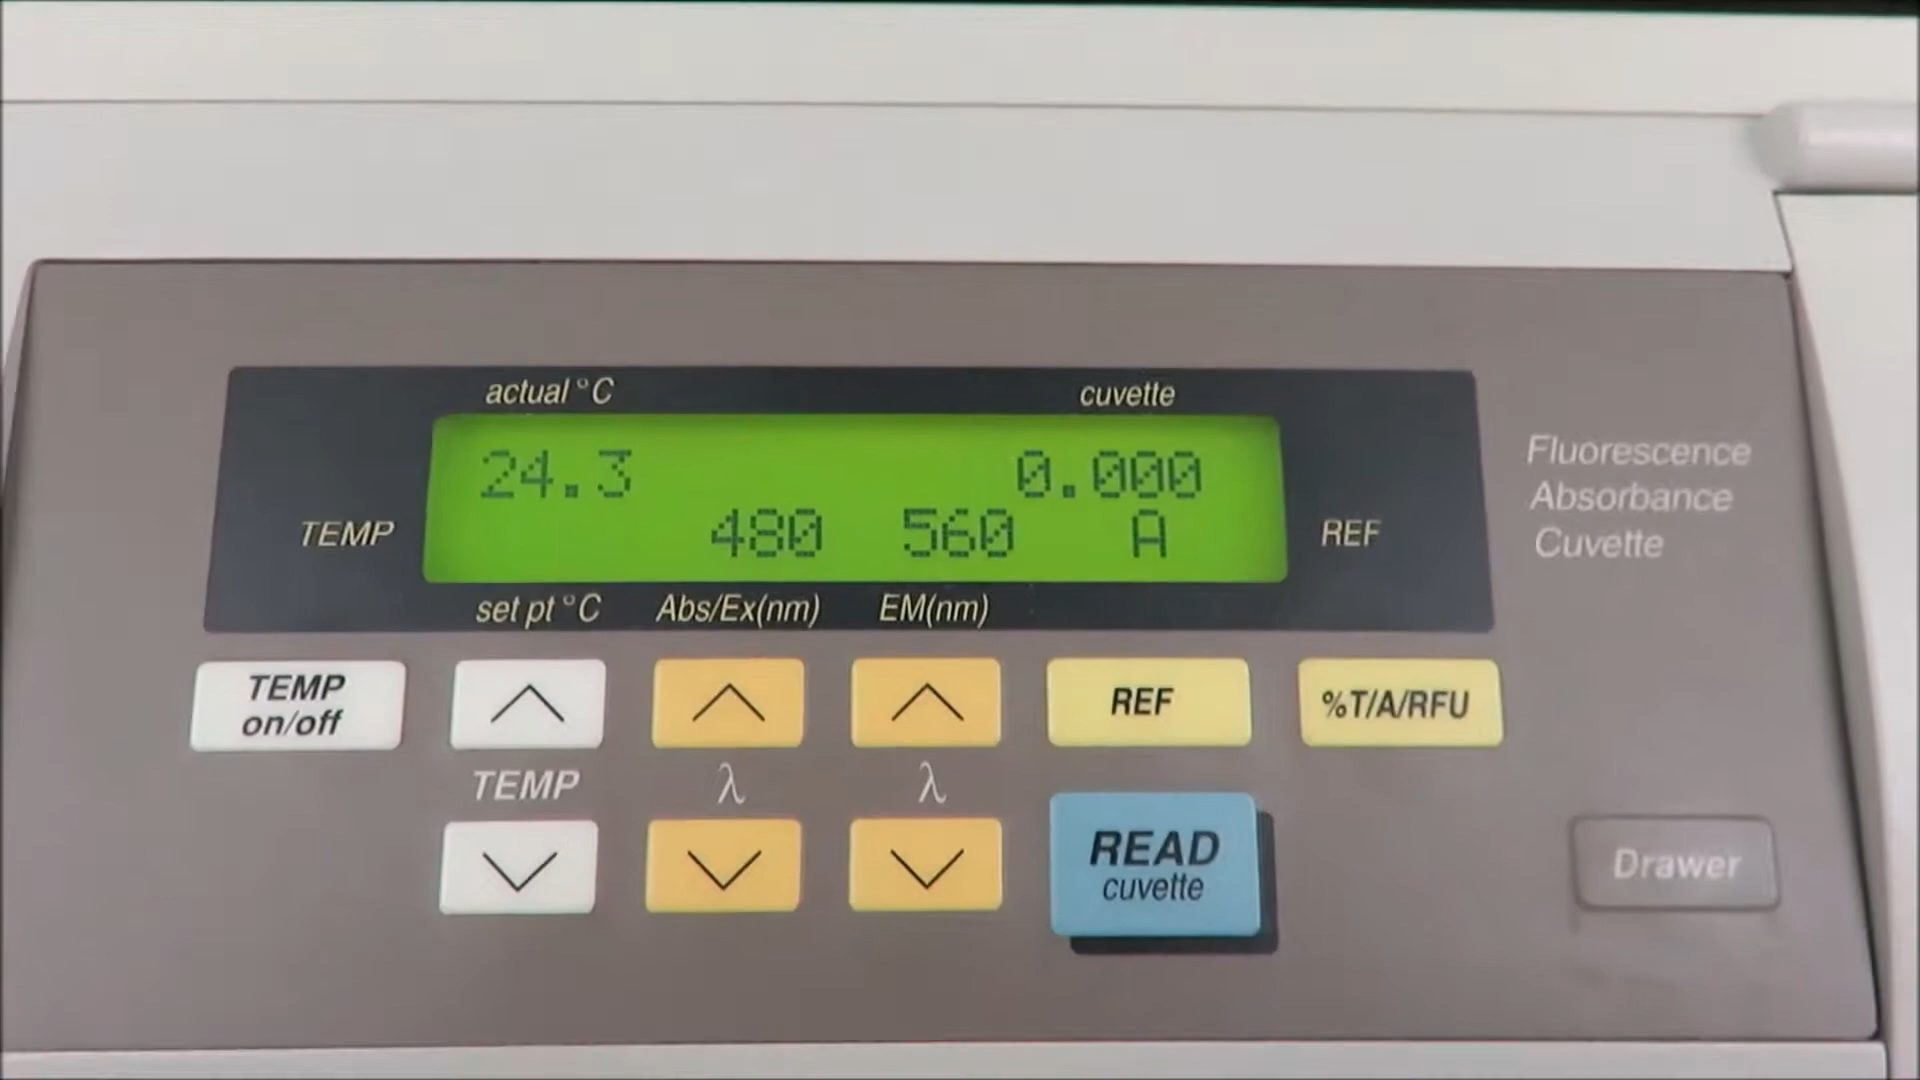 actual °C cuvette
24.3 0.000
TEMP 480 560 A REF
set pt °C Abs/Ex(nm) EM(nm)
Fluorescence
Absorbance
Cuvette
TEMP
on/off
REF
%T/A/RFU
TEMP λ λ
READ
cuvette
Drawer